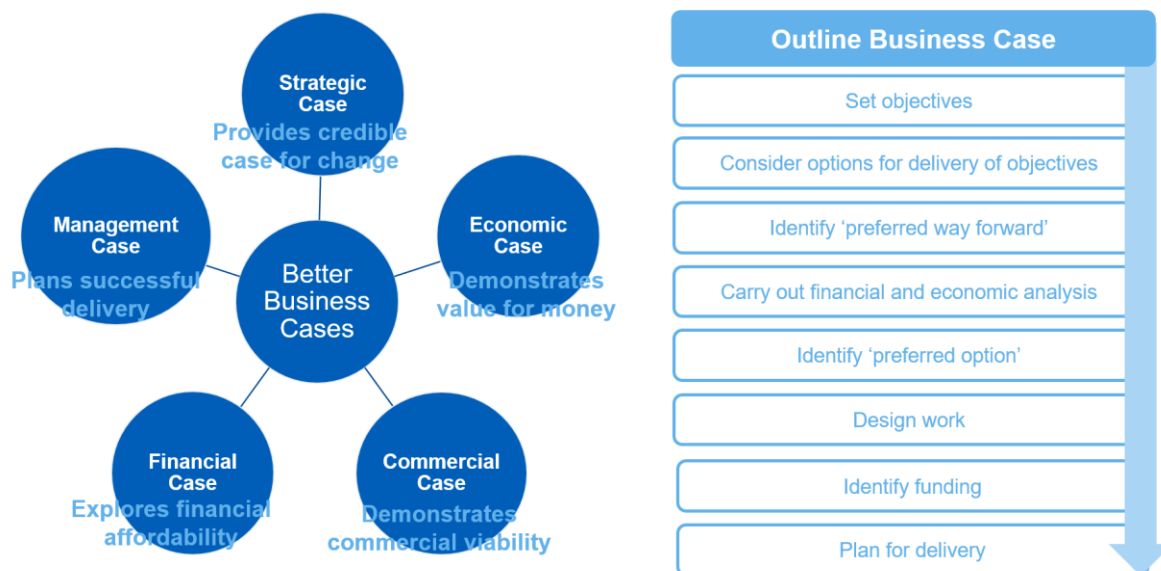 Strategic
Case
Provides credible
case for change
Management
Case
Plans successful
delivery
Better
Business
Cases
Economic
Case
Demonstrates
value for money
Financial
Case
Explores financial
affordability
Commercial
Case
Demonstrates
commercial viability
Outline Business Case
Set objectives
Consider options for delivery of objectives
Identify ‘preferred way forward’
Carry out financial and economic analysis
Identify ‘preferred option’
Design work
Identify funding
Plan for delivery